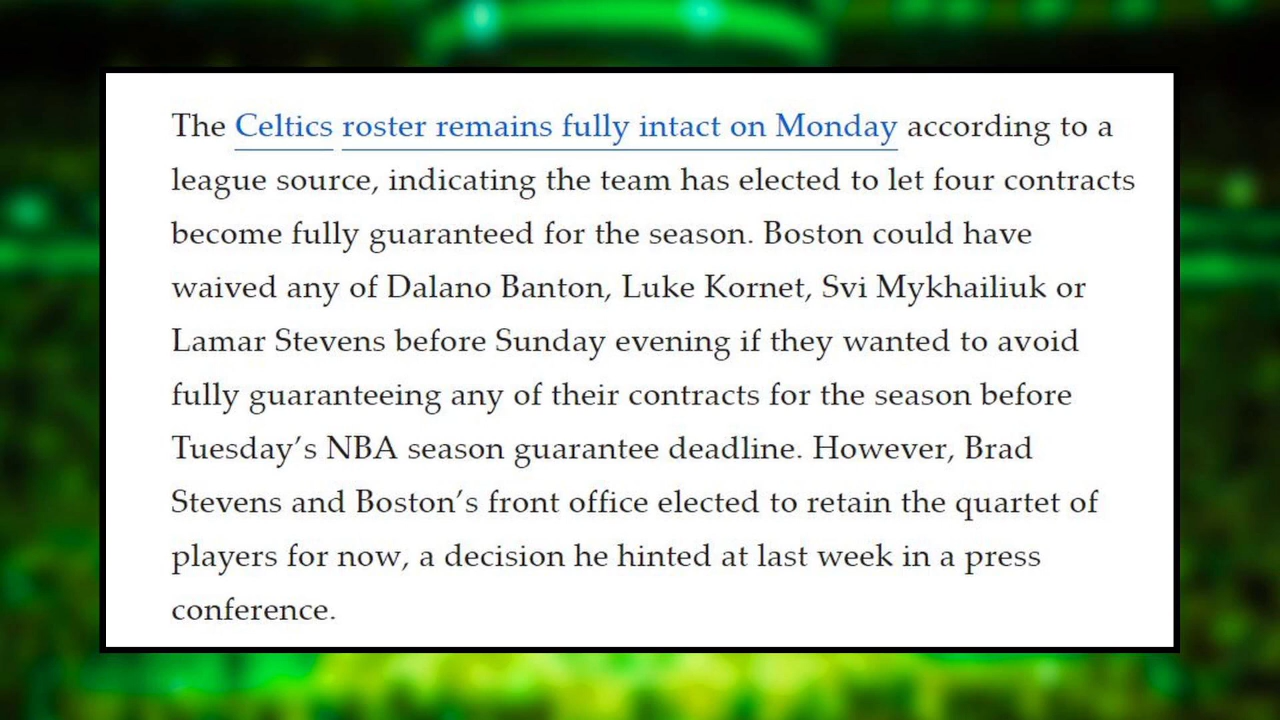 The Celtics roster remains fully intact on Monday according to a
league source, indicating the team has elected to let four contracts
become fully guaranteed for the season. Boston could have
waived any of Dalano Banton, Luke Kornet, Svi Mykhailiuk or
Lamar Stevens before Sunday evening if they wanted to avoid
fully guaranteeing any of their contracts for the season before
Tuesday’s NBA season guarantee deadline. However, Brad
Stevens and Boston’s front office elected to retain the quartet of
players for now, a decision he hinted at last week in a press
conference.